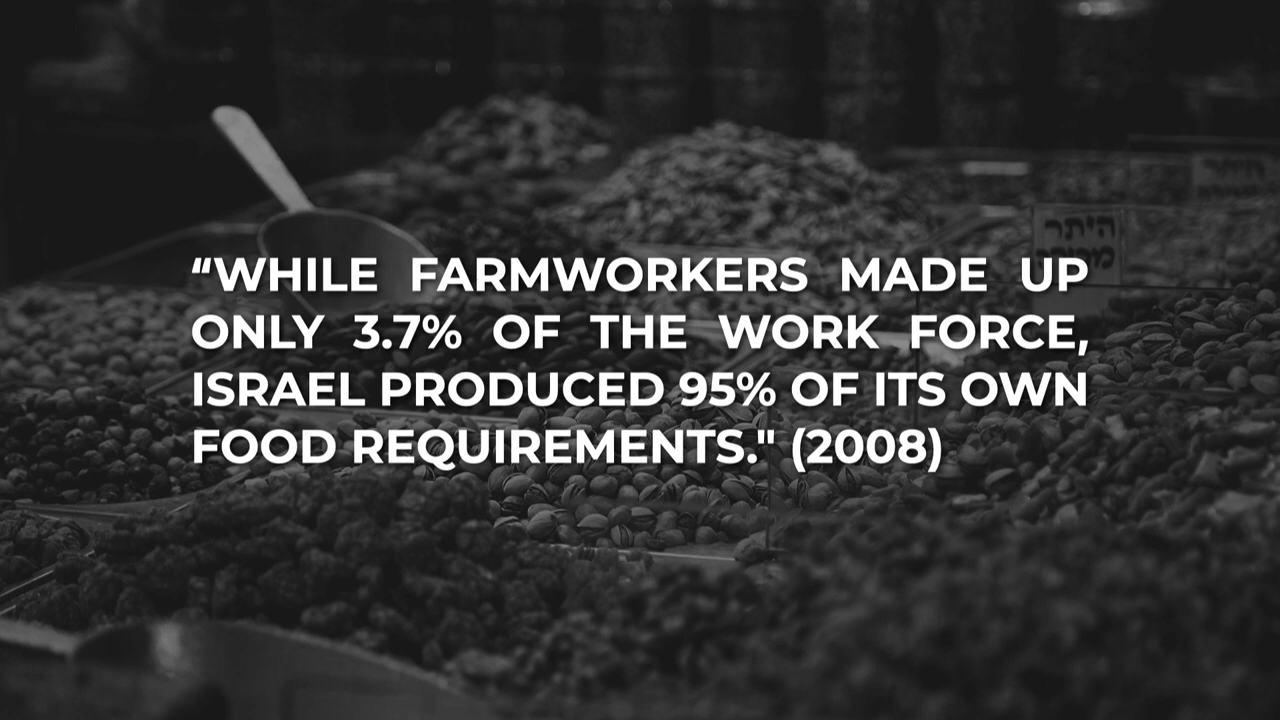 “WHILE FARMWORKERS MADE UP
ONLY 3.7% OF THE WORK FORCE,
ISRAEL PRODUCED 95% OF ITS OWN
FOOD REQUIREMENTS." (2008)
היתר